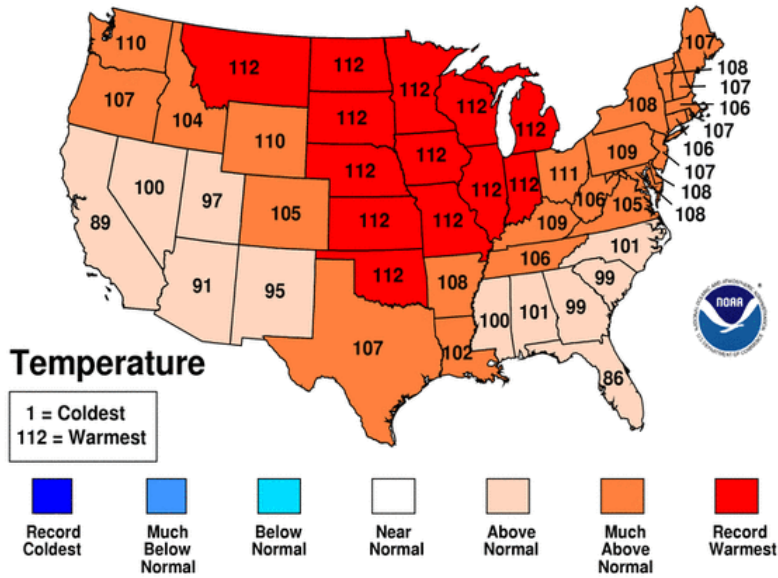 110
112
112
112
107
104
110
112
112
112
107
108
107
106
107
106
107
108
108
108
109
111
106
105
109
106
101
99
99
101
100
86
112
112
112
112
112
112
112
112
100
97
105
89
91
95
107
108
102
NOAA
Temperature
1 = Coldest
112 = Warmest
Record
Coldest
Much
Below
Normal
Below
Normal
Near
Normal
Above
Normal
Much
Above
Normal
Record
Warmest